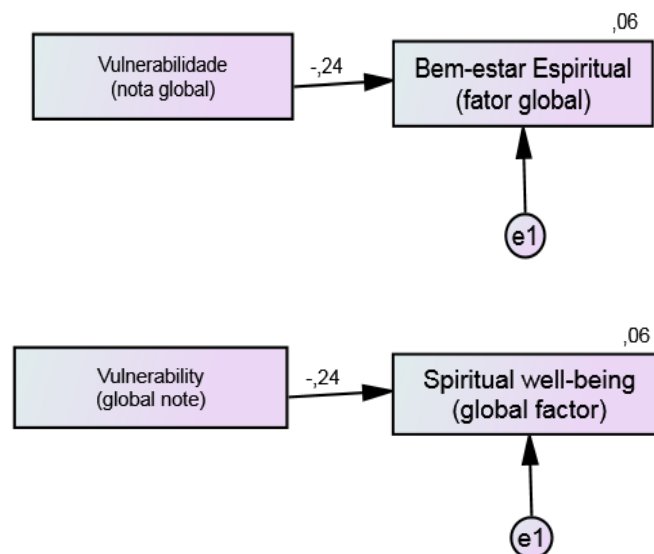 ,06
Vulnerabilidade
(nota global)
-,24
Bem-estar Espiritual
(fator global)
e1
,06
Vulnerability
(global note)
-,24
Spiritual well-being
(global factor)
e1